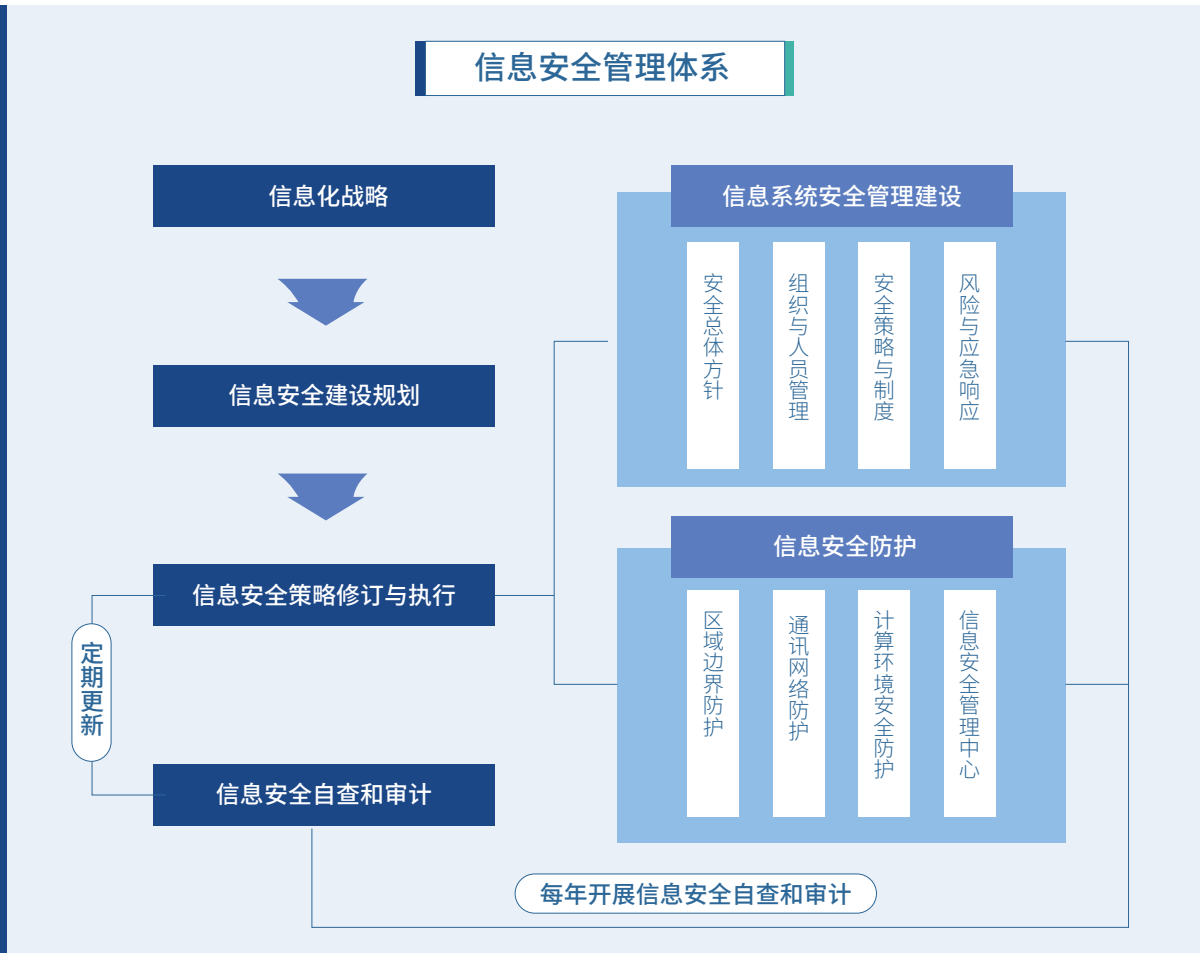 信息安全管理体系
信息化战略
信息安全建设规划
信息安全策略修订与执行
定期更新
信息安全自查和审计
信息系统安全管理建设
安全总体方针
组织与人员管理
安全策略与制度
风险与应急响应
信息安全防护
区域边界防护
通讯网络防护
计算环境安全防护
信息安全管理中心
每年开展信息安全自查和审计